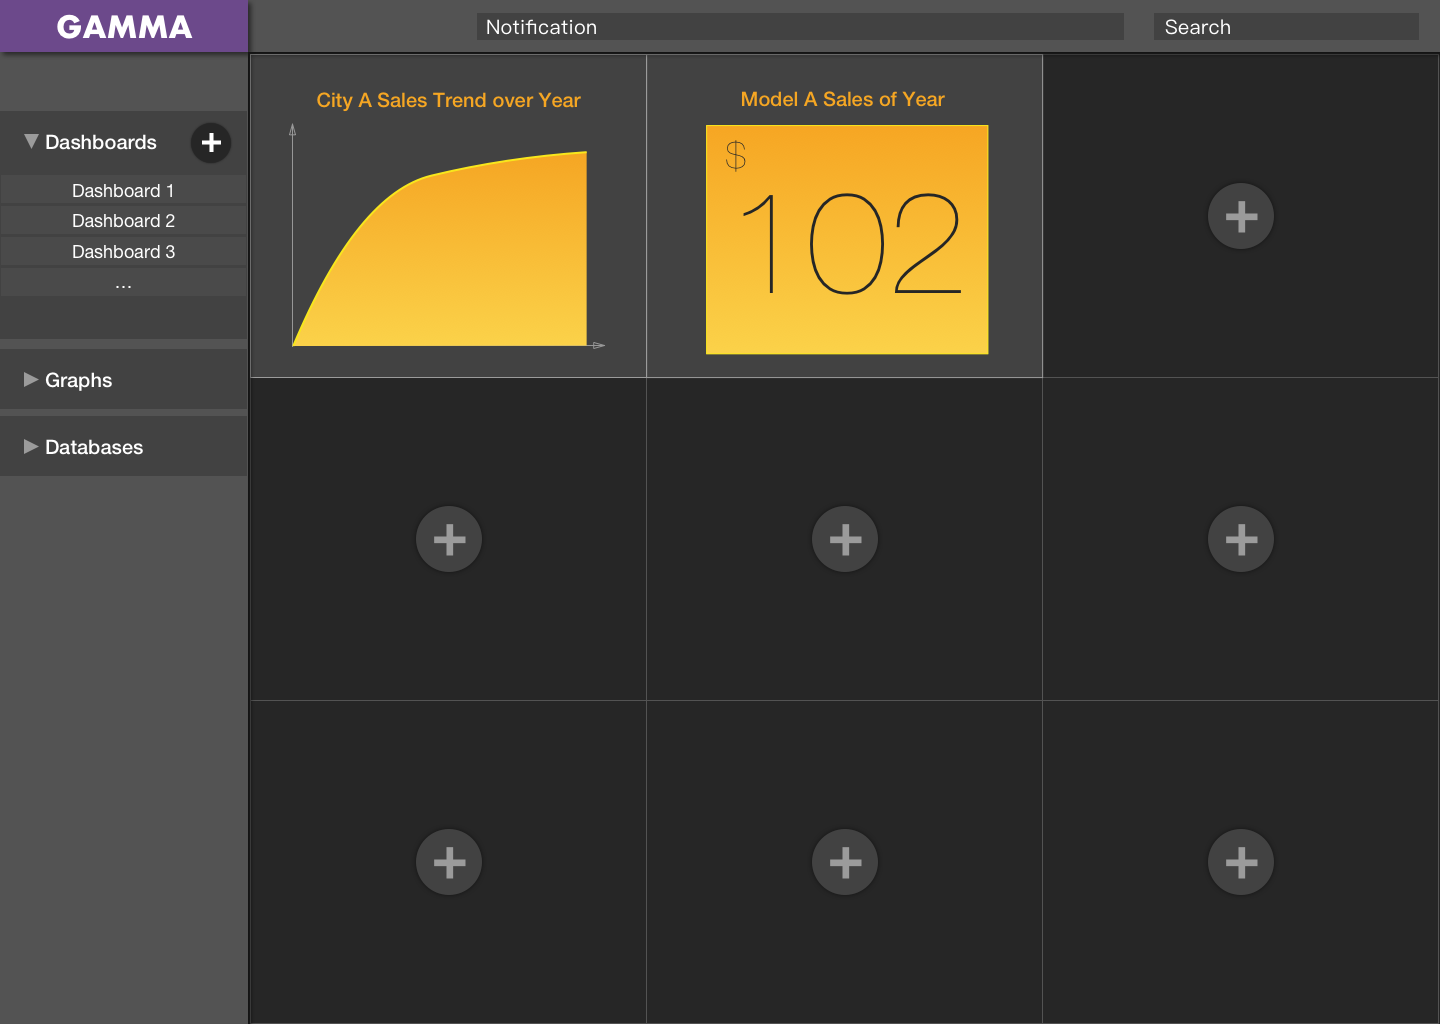 GAMMA
Notification
Search
Dashboards
Dashboard 1
Dashboard 2
Dashboard 3
...
Graphs
Databases
City A Sales Trend over Year
Model A Sales of Year
$
102